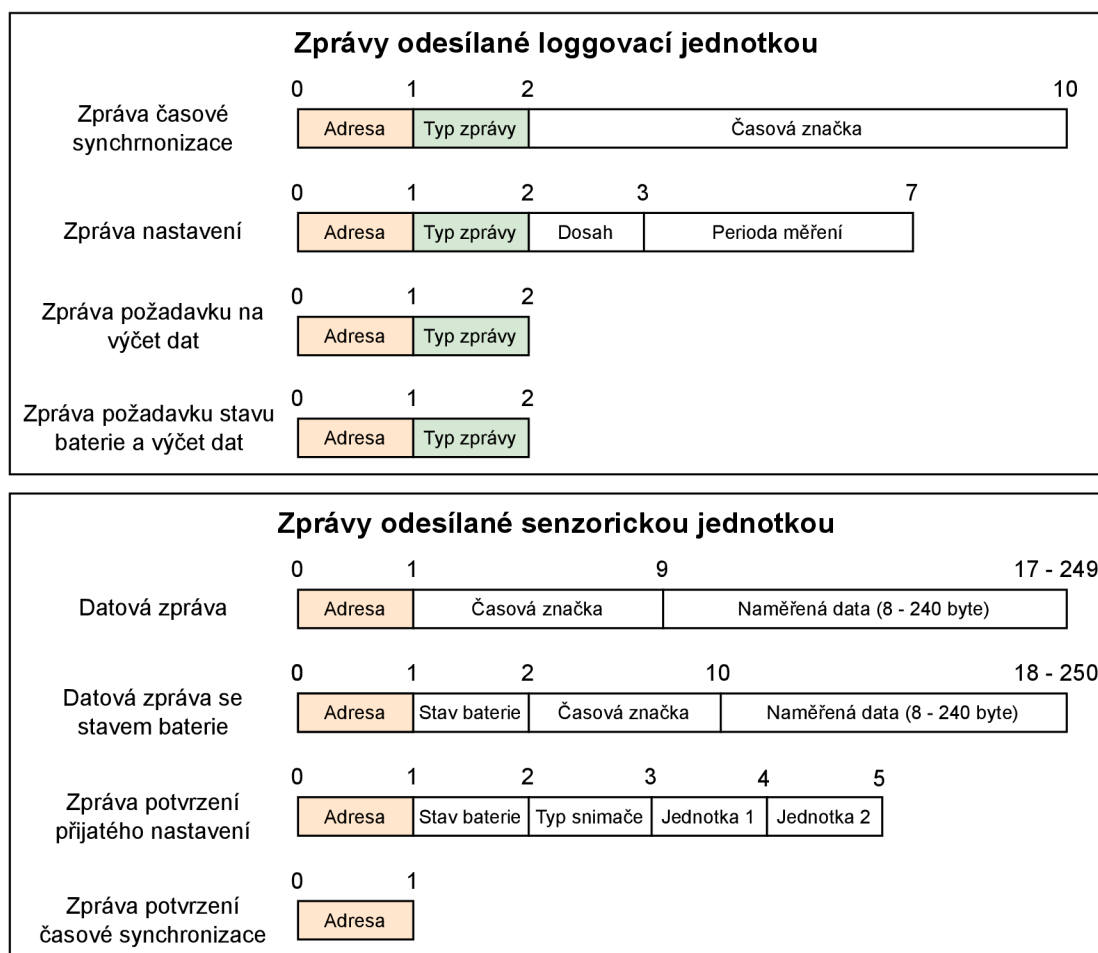 Zprávy odesílané loggovací jednotkou
0 1 2 10
Zpráva časové
synchrnonizace
Adresa Typ zprávy Časová značka
0 1 2 3 7
Zpráva nastavení
Adresa Typ zprávy Dosah Perioda měření
0 1 2
Zpráva požadavku na
výčet dat
Adresa Typ zprávy
0 1 2
Zpráva požadavku stavu
baterie a výčet dat
Adresa Typ zprávy
Zprávy odesílané senzorickou jednotkou
0 1 9 17 - 249
Datová zpráva
Adresa Časová značka Naměřená data (8 - 240 byte)
0 1 2 10 18 - 250
Datová zpráva se
stavem baterie
Adresa Stav baterie Časová značka Naměřená data (8 - 240 byte)
0 1 2 3 4 5
Zpráva potvrzení
přijatého nastavení
Adresa Stav baterie Typ snimače Jednotka 1 Jednotka 2
0 1
Zpráva potvrzení
časové synchronizace
Adresa